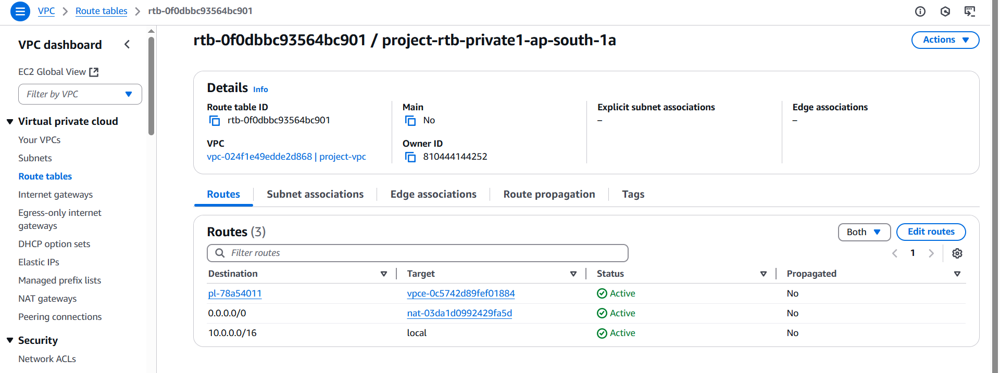 VPC > Route tables > rtb-0f0dbbc93564bc901
VPC dashboard
EC2 Global View
Filter by VPC
Virtual private cloud
Your VPCs
Subnets
Route tables
Internet gateways
Egress-only internet
gateways
DHCP option sets
Elastic IPs
Managed prefix lists
NAT gateways
Peering connections
Security
Network ACLs
rtb-0f0dbbc93564bc901 / project-rtb-private1-ap-south-1a
Actions
Details Info
Route table ID
rtb-0f0dbbc93564bc901
Main
No
Explicit subnet associations
–
Edge associations
–
VPC
vpc-024f1e49edde2d868 | project-vpc
Owner ID
810444144252
Routes Subnet associations Edge associations Route propagation Tags
Routes (3)
Both Edit routes
Filter routes
1
Destination Target Status Propagated
pl-78a54011 vpce-0c5742d89fef01884 Active No
0.0.0.0/0 nat-03da1d0992429fa5d Active No
10.0.0.0/16 local Active No